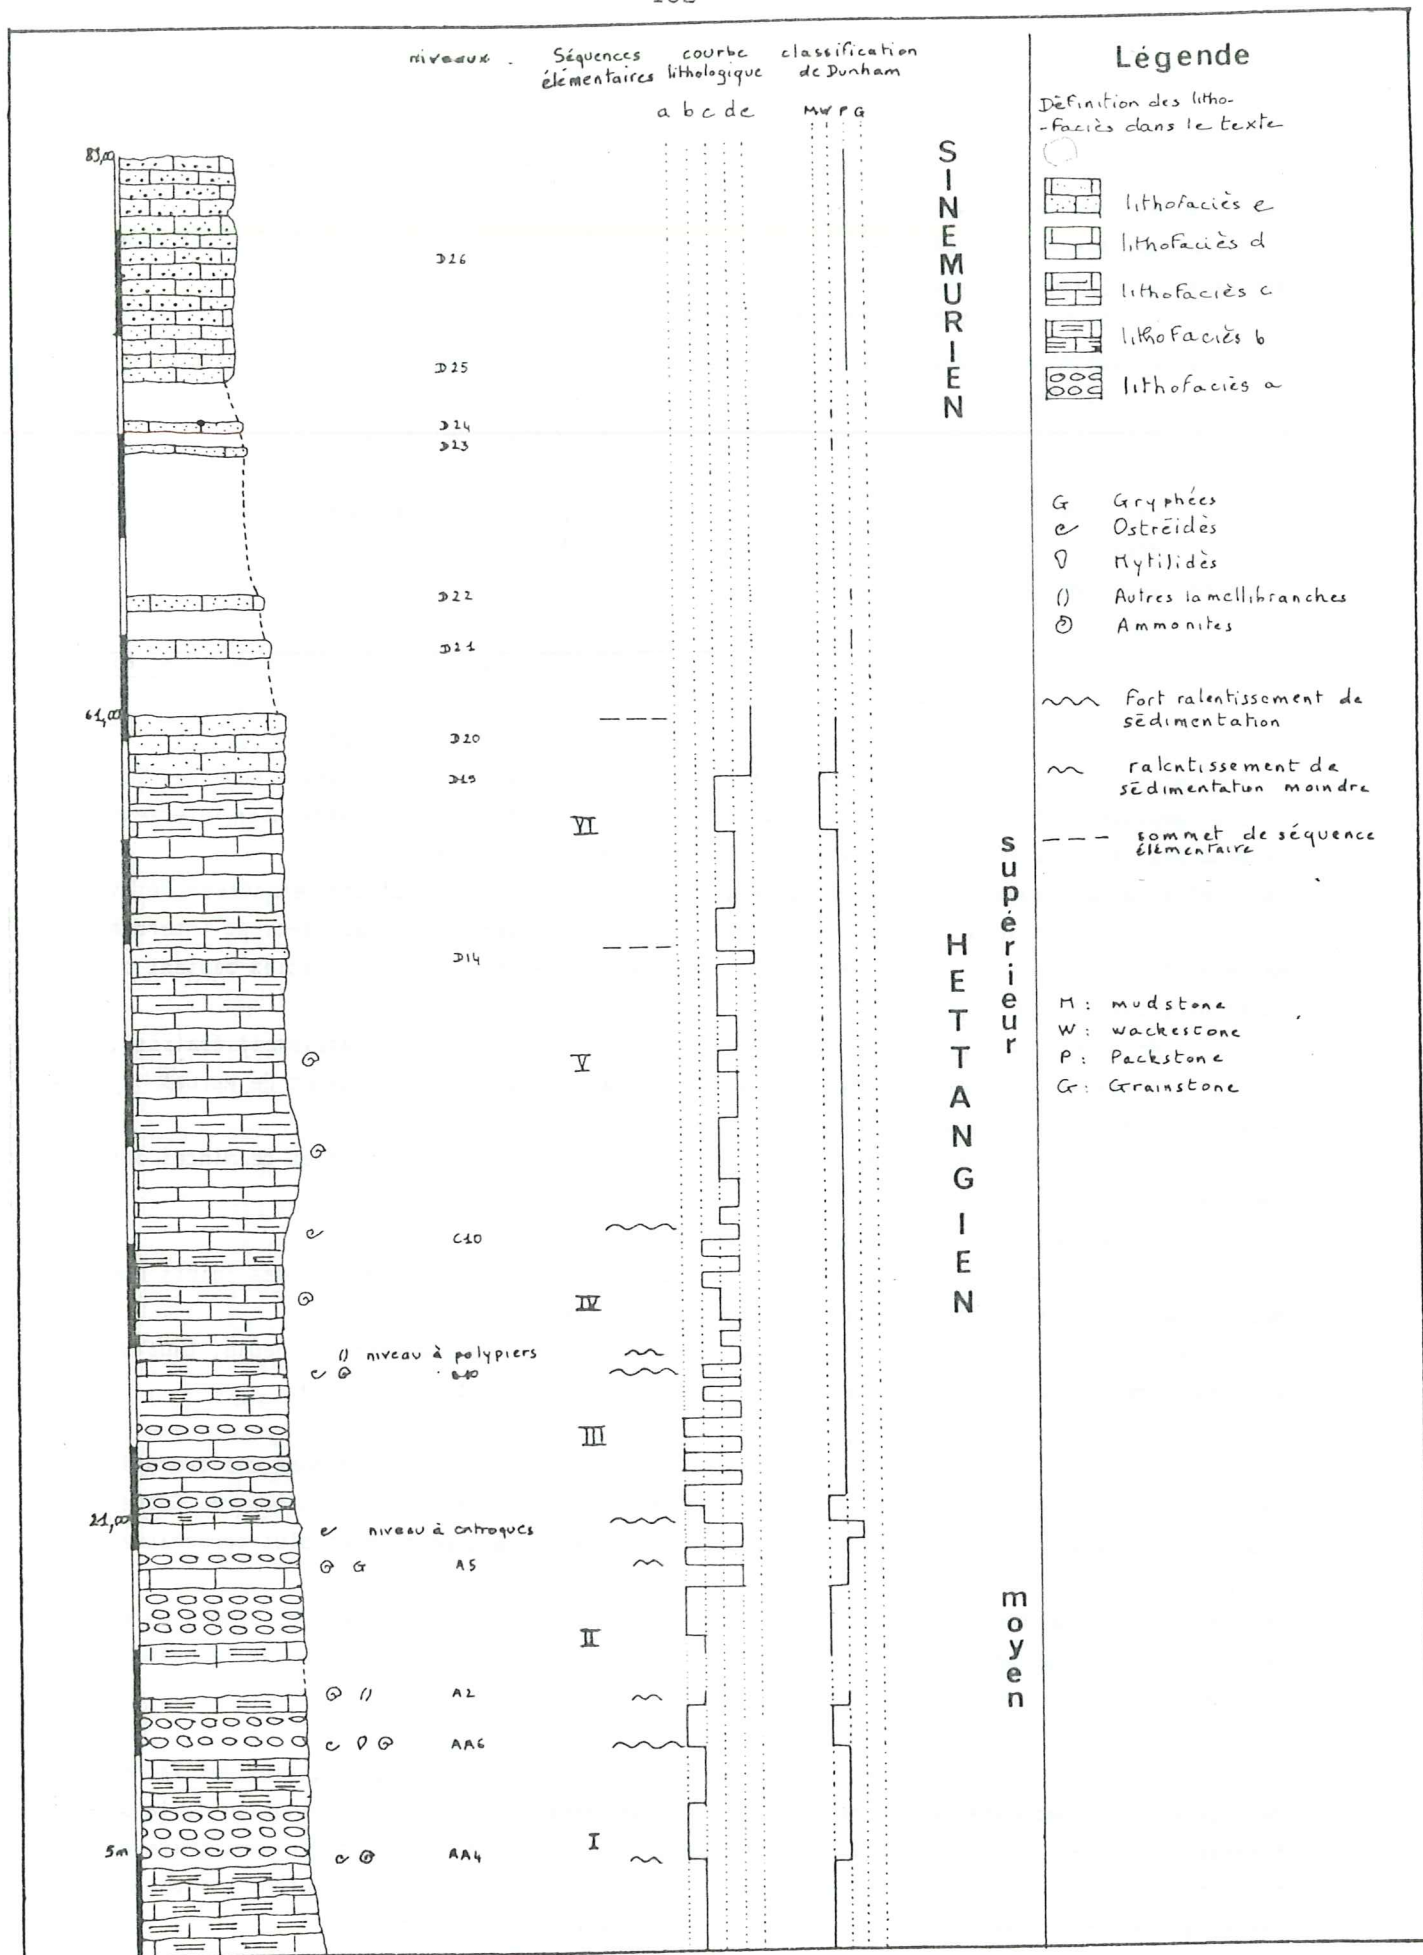 niveaux. Séquences élémentaires courbe lithologique classification de Dunham
a b c d e
M W P G
83,00
D26
D25
D24
D23
D22
D21
61,00
D20
D19
VI
D14
V
C10
IV
niveau à polypiers
III
21,00
niveau à entroques
G A5
II
A2
AA6
5m
I
AA4
SINEMURIEN
HETTANGIEN
supérieur
moyen
Légende
Définition des litho-
-faciès dans le texte
lithofaciès e
lithofaciès d
lithofaciès c
lithofaciès b
lithofaciès a
G Gryphées
Ostréidés
Mytilidés
() Autres lamellibranches
Ammonites
fort ralentissement de
sédimentation
ralentissement de
sédimentation moindre
sommet de séquence
élémentaire
M : mudstone
W : wackestone
P : Packstone
G : Grainstone